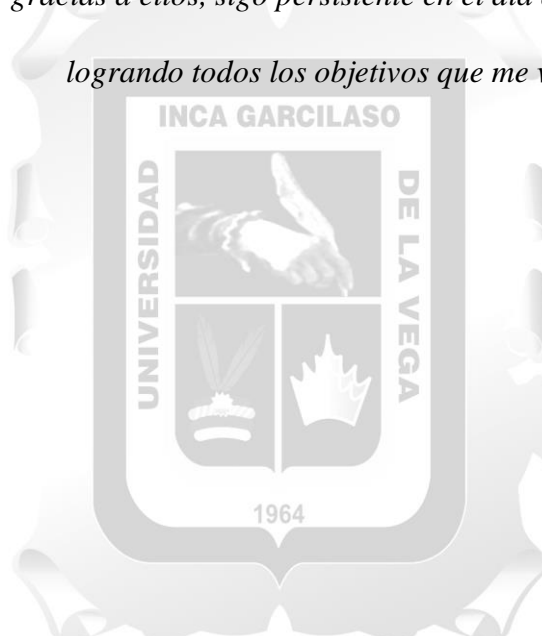 gracias a ellos, sigo persistente en el día
logrando todos los objetivos que me
INCA GARCILASO
UNIVERSIDAD
DE LA VEGA
1964